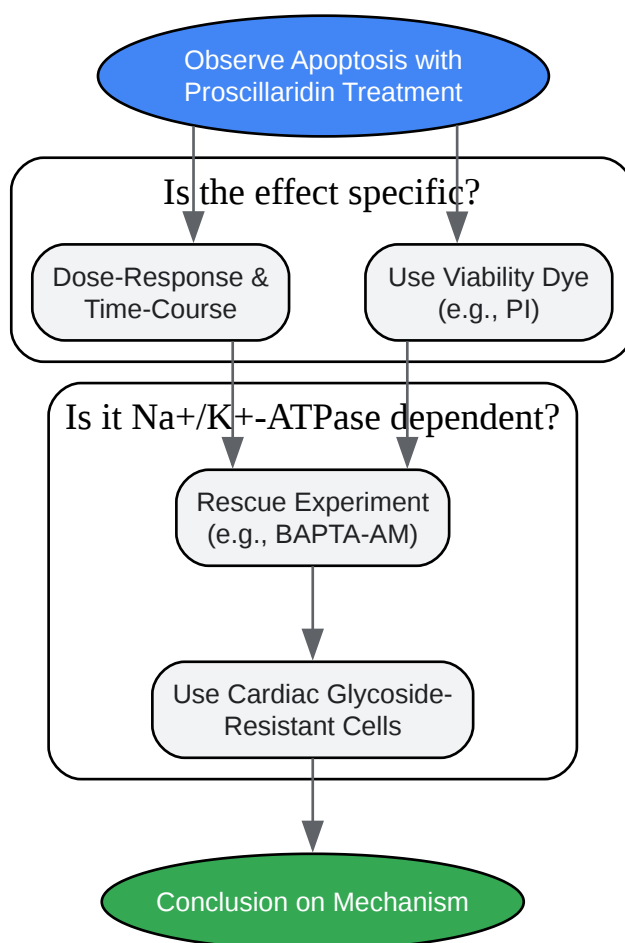 Observe Apoptosis with
Proscillaridin Treatment
Is the effect specific?
Dose-Response &
Time-Course
Use Viability Dye
(e.g., PI)
Is it Na+/K+-ATPase dependent?
Rescue Experiment
(e.g., BAPTA-AM)
Use Cardiac Glycoside-
Resistant Cells
Conclusion on Mechanism